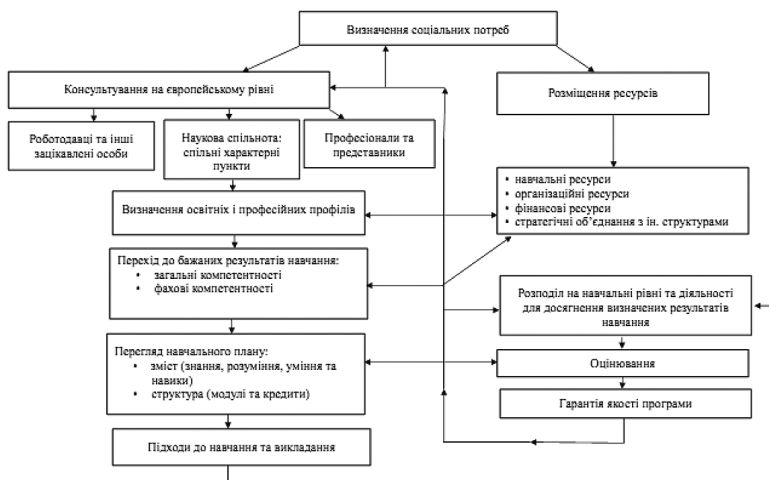 Визначення соціальних потреб
Консультування на європейському рівні
Розміщення ресурсів
Роботодавці та інші
зацікавлені особи
Наукова спільнота:
спільні характерні
пункти
Професіонали та
представники
• навчальні ресурси
• організаційні ресурси
• фінансові ресурси
• стратегічні об’єднання з ін. структурами
Визначення освітніх і професійних профілів
Перехід до бажаних результатів навчання:
• загальні компетентності
• фахові компетентності
Розподіл на навчальні рівні та діяльності
для досягнення визначених результатів
навчання
Перегляд навчального плану:
• зміст (знання, розуміння, уміння та
навики)
• структура (модулі та кредити)
Оцінювання
Гарантія якості програми
Підходи до навчання та викладання